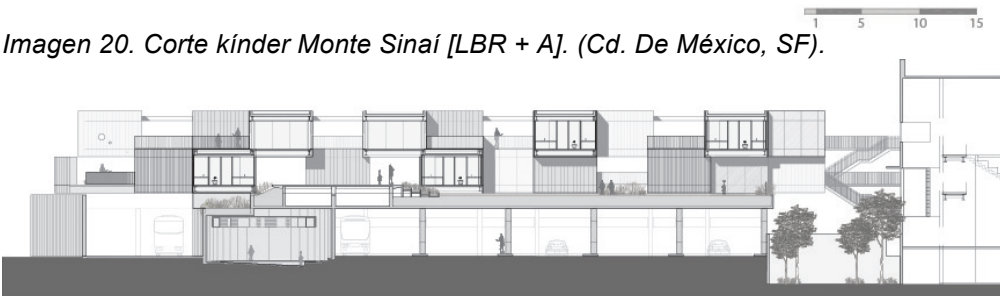 1 5 10 15
Imagen 20. Corte kínder Monte Sinaí [LBR + A]. (Cd. De México, SF).